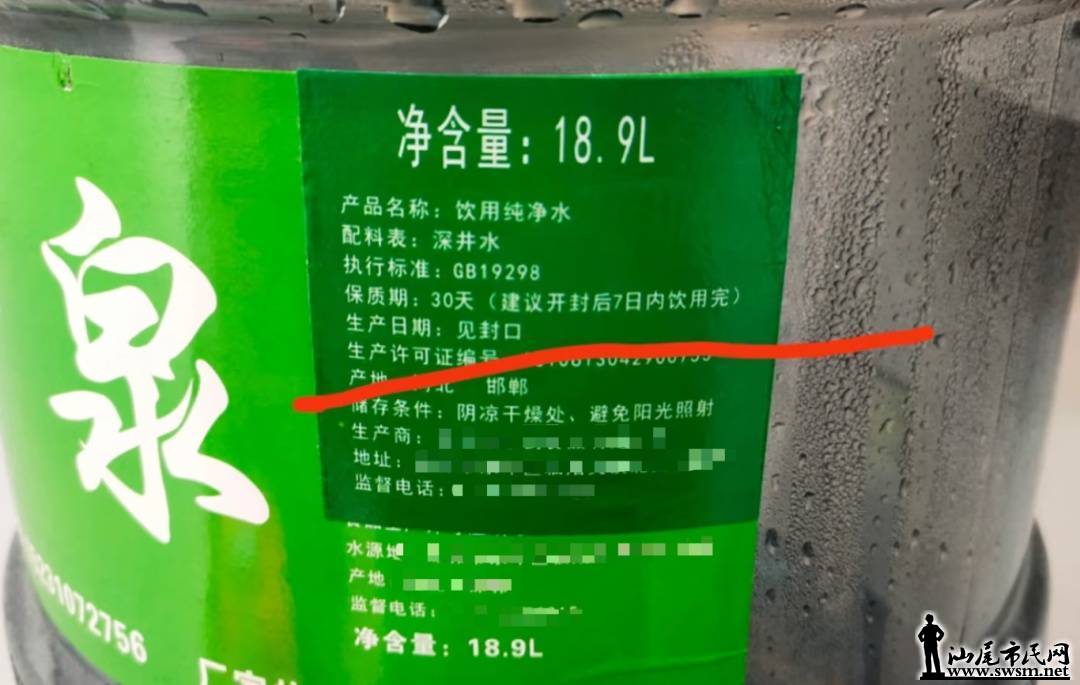 泉
净含量：18.9L
产品名称：饮用纯净水
配料表：深井水
执行标准：GB19298
保质期：30天（建议开封后7日内饮用完）
生产日期：见封口
生产许可证编号
产地 河北 邯郸
储存条件：阴凉干燥处、避免阳光照射
生产商：
地址：
监督电话：
水源地
产地
监督电话：
净含量：18.9L
31072756
厂家
汕尾市民网
www.swsm.net